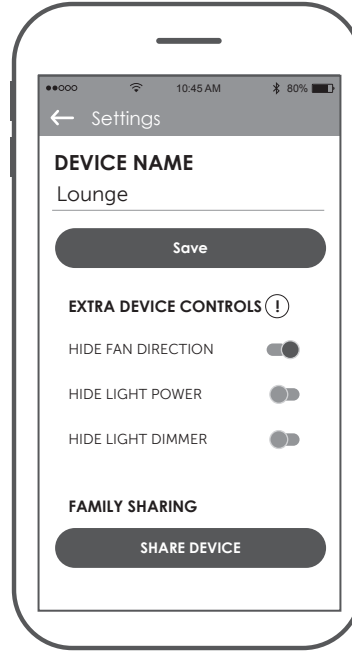 10:45 AM 80%
Settings
DEVICE NAME
Lounge
Save
EXTRA DEVICE CONTROLS !
HIDE FAN DIRECTION
HIDE LIGHT POWER
HIDE LIGHT DIMMER
FAMILY SHARING
SHARE DEVICE